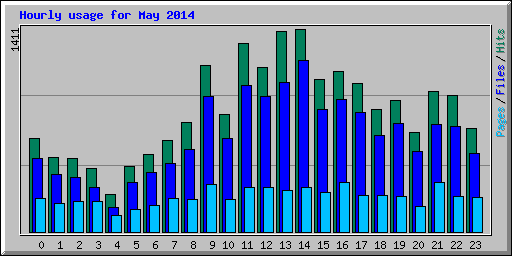 Hourly usage for May 2014
1411
Pages/Files/Hits
0 1 2 3 4 5 6 7 8 9 10 11 12 13 14 15 16 17 18 19 20 21 22 23